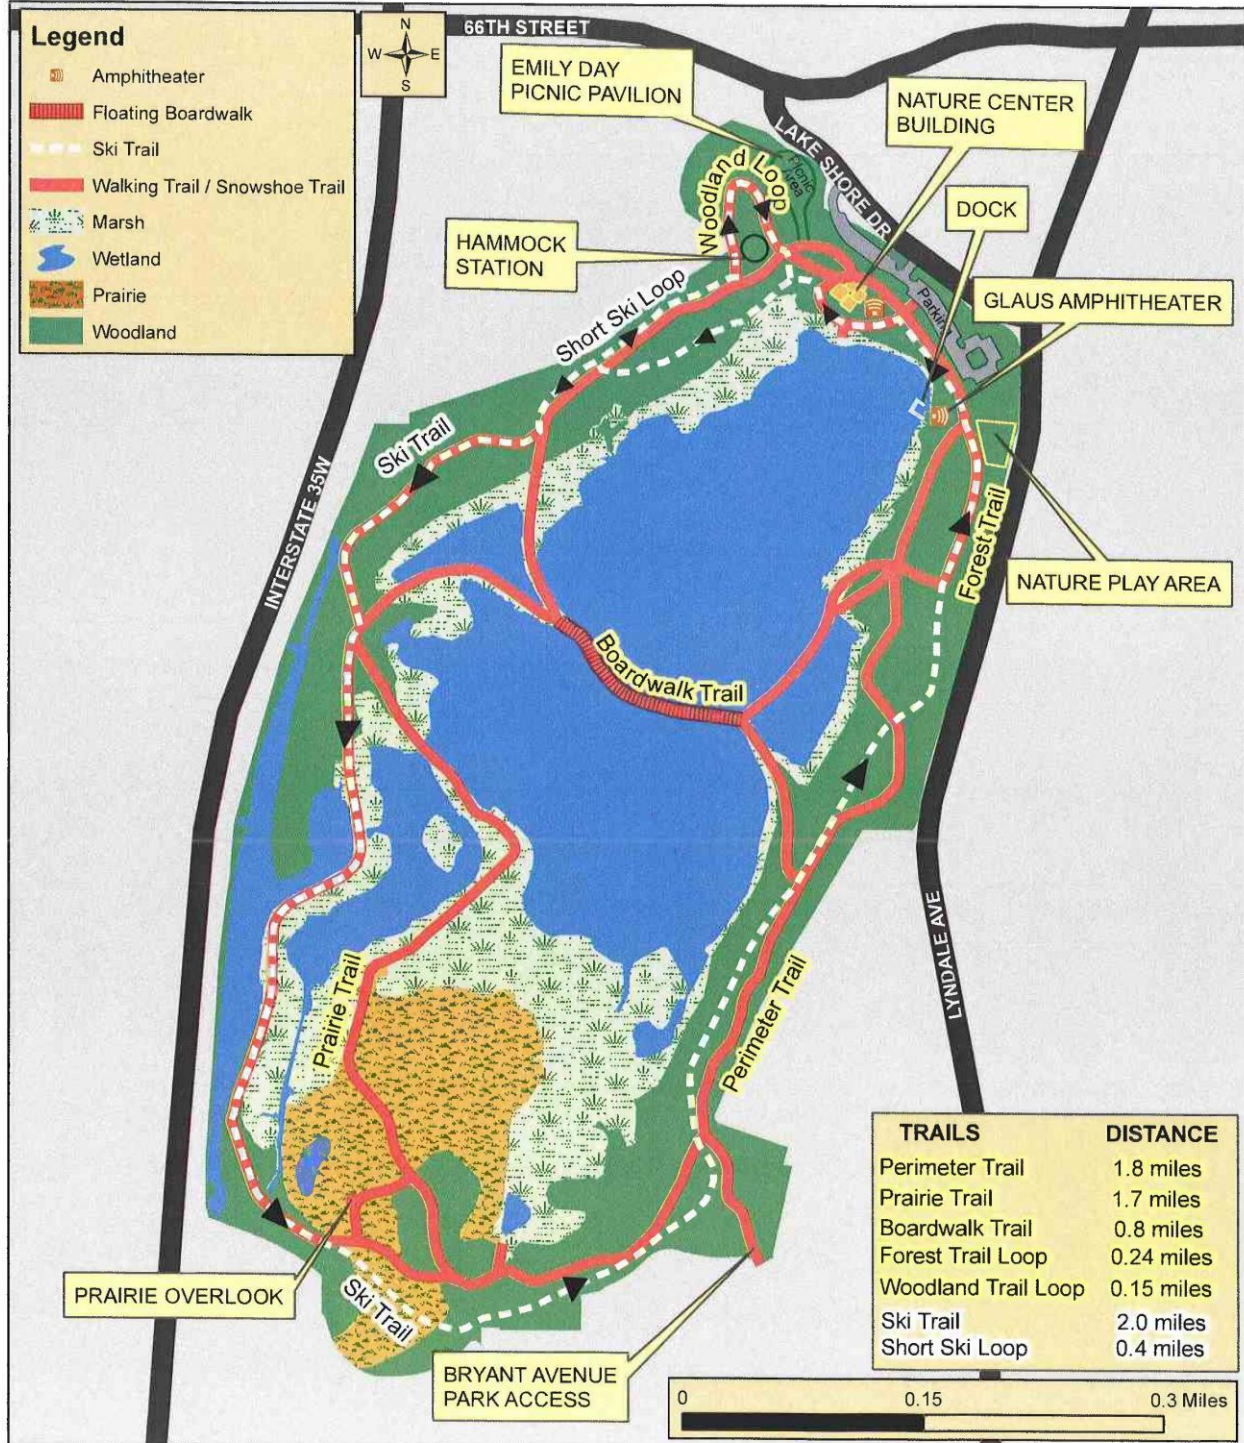 Legend
Amphitheater
Floating Boardwalk
Ski Trail
Walking Trail / Snowshoe Trail
Marsh
Wetland
Prairie
Woodland
N
W
E
S
66TH STREET
EMILY DAY
PICNIC PAVILION
NATURE CENTER
BUILDING
LAKE SHORE DR
DOCK
Picnic
Area
Woodland Loop
HAMMOCK
STATION
GLAUS AMPHITHEATER
Parking
Short Ski Loop
Ski Trail
INTERSTATE 35W
Forest Trail
NATURE PLAY AREA
Boardwalk Trail
LYNDALE AVE
Prairie Trail
Perimeter Trail
PRAIRIE OVERLOOK
Ski Trail
BRYANT AVENUE
PARK ACCESS
TRAILS DISTANCE
Perimeter Trail 1.8 miles
Prairie Trail 1.7 miles
Boardwalk Trail 0.8 miles
Forest Trail Loop 0.24 miles
Woodland Trail Loop 0.15 miles
Ski Trail 2.0 miles
Short Ski Loop 0.4 miles
0 0.15 0.3 Miles